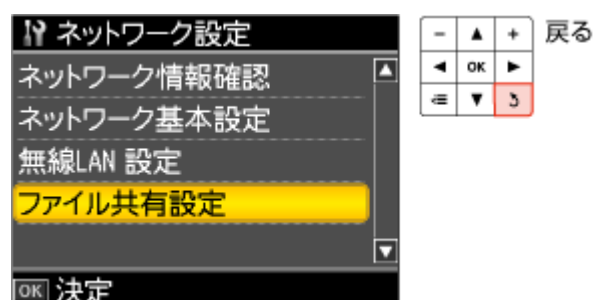 ネットワーク設定
ネットワーク情報確認
ネットワーク基本設定
無線LAN 設定
ファイル共有設定
OK 決定
- + 戻る
OK